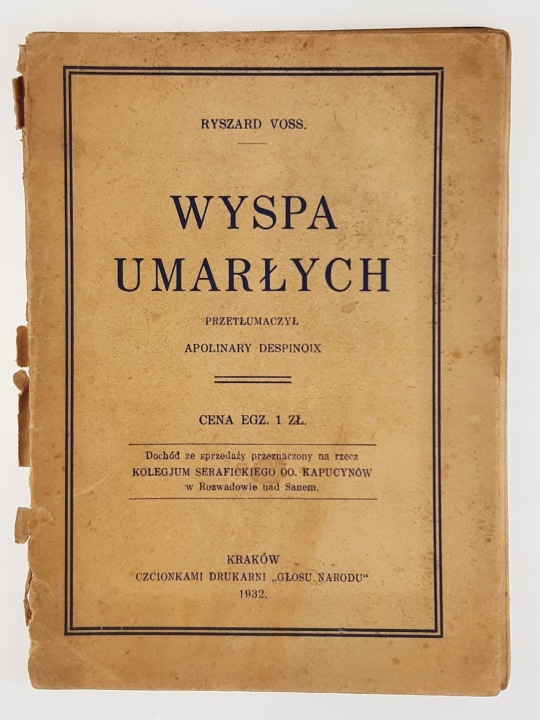 RYSZARD VOSS.
WYSPA
UMARŁYCH
PRZETŁUMACZYŁ
APOLINARY DESPINOIX
CENA EGZ. 1 ZŁ.
Dochód ze sprzedaży przeznaczony na rzecz
KOLEGJUM SERAFICKIEGO OO. KAPUCYNÓW
w Rozwadowie nad Sanem.
KRAKÓW
CZCIONKAMI DRUKARNI „GŁOSU NARODU"
1932.